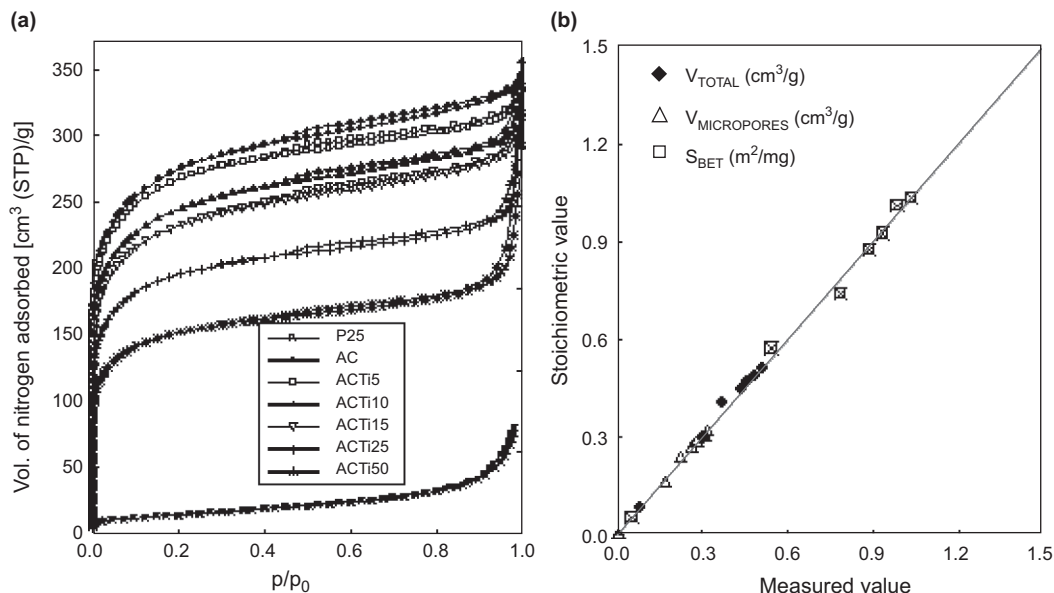 (a)
Vol. of nitrogen adsorbed [cm³ (STP)/g]
350
300
250
200
150
100
50
0
0.0
0.2
0.4
0.6
0.8
1.0
p/p₀
P25
AC
ACTi5
ACTi10
ACTi15
ACTi25
ACTi50
(b)
Stoichiometric value
1.5
1.2
0.9
0.6
0.3
0.0
0.0
0.3
0.6
0.9
1.2
1.5
Measured value
V_TOTAL (cm³/g)
V_MICROPORES (cm³/g)
S_BET (m²/mg)